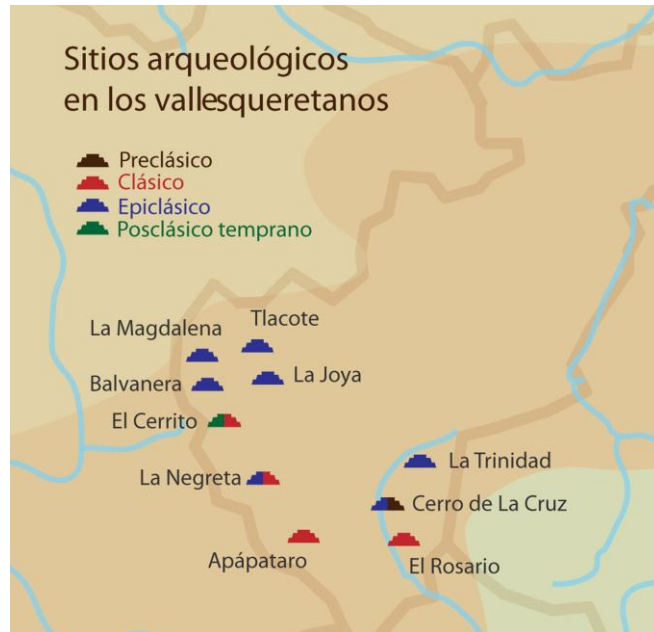 Sitios arqueológicos
en los vallesqueretanos
Preclásico
Clásico
Epiclásico
Posclásico temprano
La Magdalena
Tlacote
Balvanera
La Joya
El Cerrito
La Negreta
La Trinidad
Cerro de La Cruz
Apápataro
El Rosario